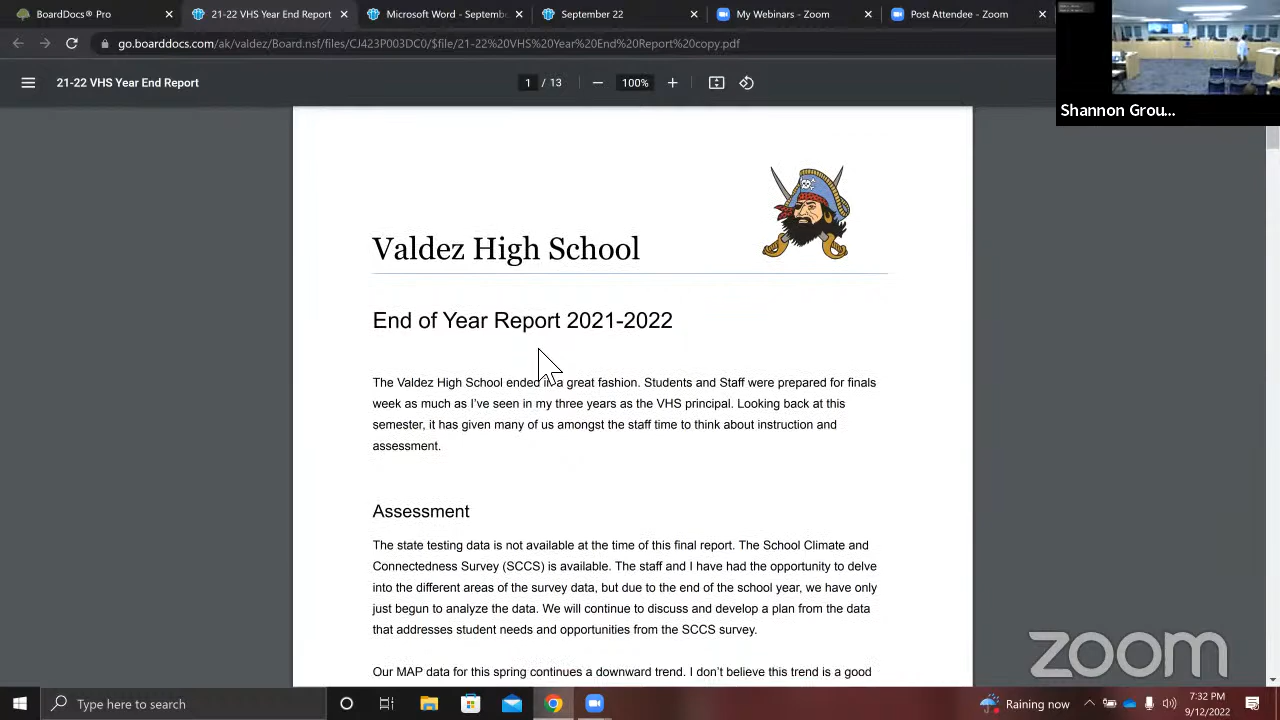 BoardDocs® Pro
21-22 VHS Year End Report
Microsoft Word - Sep
September 2
My Webinars - Zoom
Post Attendee - Zoom
go.boarddocs.com/ak/valdez/Board.nsf/files/
%20End%20Report%20copy.pdf
21-22 VHS Year End Report
1 / 13
100%
Shannon Grou...
Valdez High School
End of Year Report 2021-2022
The Valdez High School ended in a great fashion. Students and Staff were prepared for finals
week as much as I've seen in my three years as the VHS principal. Looking back at this
semester, it has given many of us amongst the staff time to think about instruction and
assessment.
Assessment
The state testing data is not available at the time of this final report. The School Climate and
Connectedness Survey (SCCS) is available. The staff and I have had the opportunity to delve
into the different areas of the survey data, but due to the end of the school year, we have only
just begun to analyze the data. We will continue to discuss and develop a plan from the data
that addresses student needs and opportunities from the SCCS survey.
Our MAP data for this spring continues a downward trend. I don't believe this trend is a good
zoom
Type here to search
Raining now
7:32 PM
9/12/2022